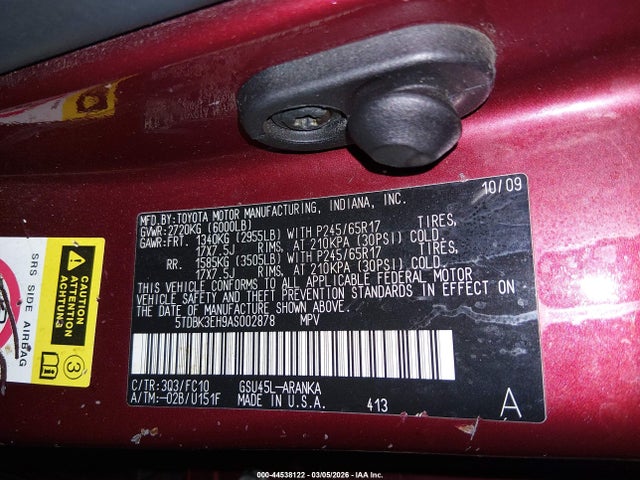 MFD.BY:TOYOTA MOTOR MANUFACTURING, INDIANA, INC. 10/09
GVWR:2720KG (6000LB)
GAWR:FRT. 1340KG (2955LB) WITH P245/65R17 TIRES,
17X7.5J RIMS, AT 210KPA (30PSI) COLD.
RR. 1585KG (3505LB) WITH P245/65R17 TIRES,
17X7.5J RIMS, AT 210KPA (30PSI) COLD.
THIS VEHICLE CONFORMS TO ALL APPLICABLE FEDERAL MOTOR
VEHICLE SAFETY AND THEFT PREVENTION STANDARDS IN EFFECT ON
THE DATE OF MANUFACTURE SHOWN ABOVE.
5TDBK3EH9AS002878 MPV
C/TR:3Q3/FC10 GSU45L-ARANKA
A/TM:-02B/U151F MADE IN U.S.A. 413 A
CAUTION
ATTENTION
ACHTUNG
SRS SIDE AIRBAG
3
000-44538122 - 03/05/2026 - IAA Inc.